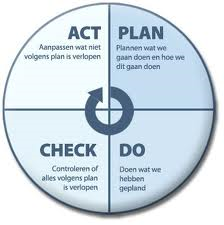 ACT
Aanpassen wat niet
volgens plan is verlopen
PLAN
Plannen wat we
gaan doen en hoe we
dit gaan doen
CHECK
Controleren of
alles volgens plan
is verlopen
DO
Doen wat we
hebben
gepland